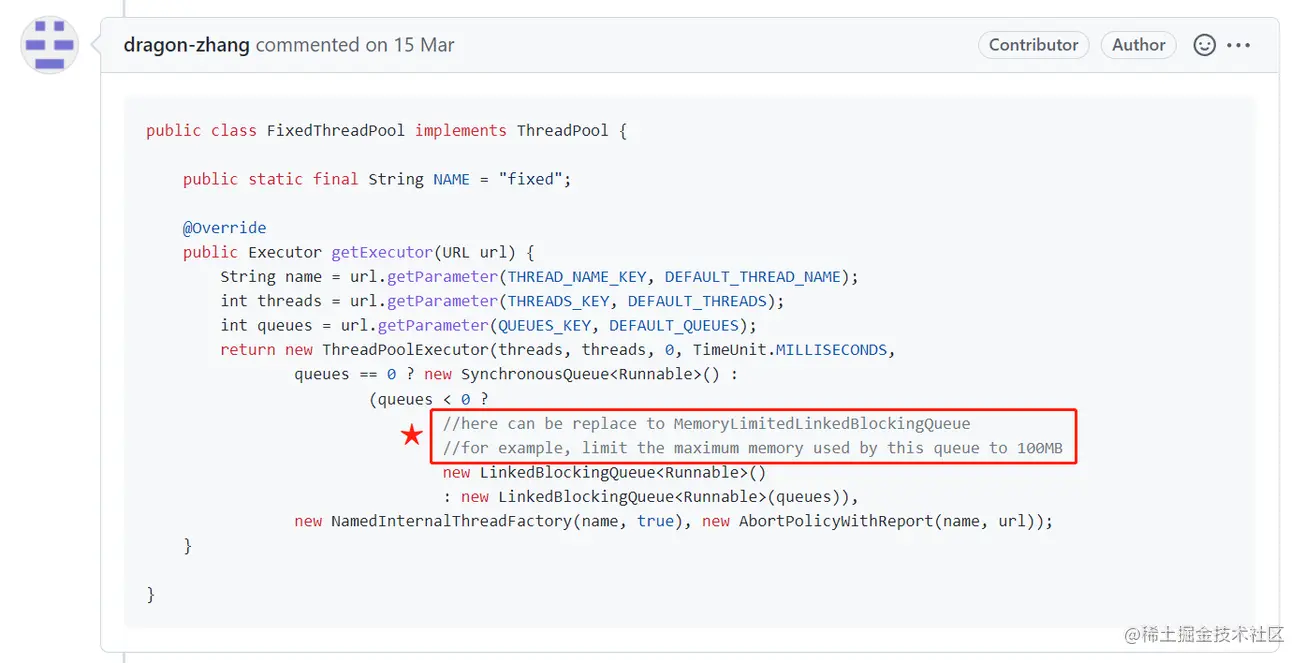 dragon-zhang commented on 15 Mar Contributor Author
public class FixedThreadPool implements ThreadPool {
public static final String NAME = "fixed";
@Override
public Executor getExecutor(URL url) {
String name = url.getParameter(THREAD_NAME_KEY, DEFAULT_THREAD_NAME);
int threads = url.getParameter(THREADS_KEY, DEFAULT_THREADS);
int queues = url.getParameter(QUEUES_KEY, DEFAULT_QUEUES);
return new ThreadPoolExecutor(threads, threads, 0, TimeUnit.MILLISECONDS,
queues == 0 ? new SynchronousQueue<Runnable>() :
(queues < 0 ?
//here can be replace to MemoryLimitedLinkedBlockingQueue
//for example, limit the maximum memory used by this queue to 100MB
new LinkedBlockingQueue<Runnable>()
: new LinkedBlockingQueue<Runnable>(queues)),
new NamedInternalThreadFactory(name, true), new AbortPolicyWithReport(name, url));
}
}
@稀土掘金技术社区